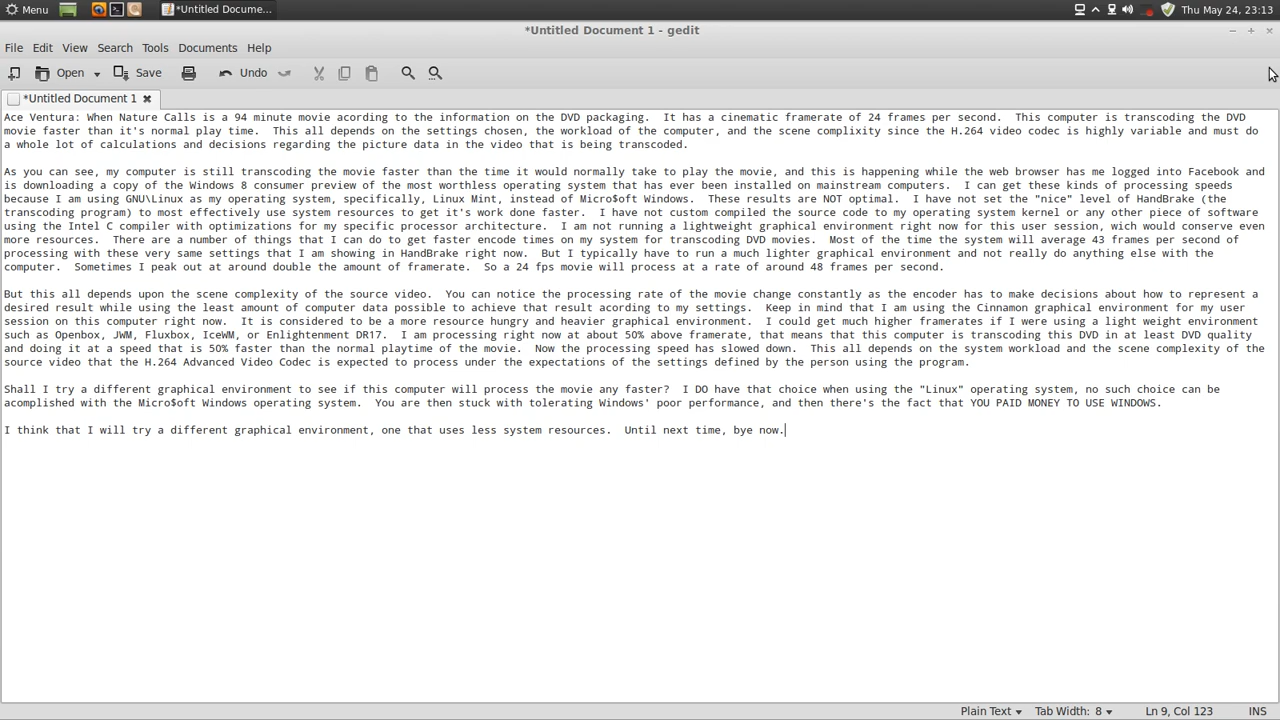 Menu
*Untitled Docume...
Thu May 24, 23:13
*Untitled Document 1 - gedit
File Edit View Search Tools Documents Help
Open Save Undo
*Untitled Document 1
Ace Ventura: When Nature Calls is a 94 minute movie acording to the information on the DVD packaging.  It has a cinematic framerate of 24 frames per second.  This computer is transcoding the DVD
movie faster than it's normal play time.  This all depends on the settings chosen, the workload of the computer, and the scene complixity since the H.264 video codec is highly variable and must do
a whole lot of calculations and decisions regarding the picture data in the video that is being transcoded.
As you can see, my computer is still transcoding the movie faster than the time it would normally take to play the movie, and this is happening while the web browser has me logged into Facebook and
is downloading a copy of the Windows 8 consumer preview of the most worthless operating system that has ever been installed on mainstream computers.  I can get these kinds of processing speeds
because I am using GNU\Linux as my operating system, specifically, Linux Mint, instead of Micro$oft Windows.  These results are NOT optimal.  I have not set the "nice" level of HandBrake (the
transcoding program) to most effectively use system resources to get it's work done faster.  I have not custom compiled the source code to my operating system kernel or any other piece of software
using the Intel C compiler with optimizations for my specific processor architecture.  I am not running a lightweight graphical environment right now for this user session, wich would conserve even
more resources.  There are a number of things that I can do to get faster encode times on my system for transcoding DVD movies.  Most of the time the system will average 43 frames per second of
processing with these very same settings that I am showing in HandBrake right now.  But I typically have to run a much lighter graphical environment and not really do anything else with the
computer.  Sometimes I peak out at around double the amount of framerate.  So a 24 fps movie will process at a rate of around 48 frames per second.
But this all depends upon the scene complexity of the source video.  You can notice the processing rate of the movie change constantly as the encoder has to make decisions about how to represent a
desired result while using the least amount of computer data possible to achieve that result acording to my settings.  Keep in mind that I am using the Cinnamon graphical environment for my user
session on this computer right now.  It is considered to be a more resource hungry and heavier graphical environment.  I could get much higher framerates if I were using a light weight environment
such as Openbox, JWM, Fluxbox, IceWM, or Enlightenment DR17.  I am processing right now at about 50% above framerate, that means that this computer is transcoding this DVD in at least DVD quality
and doing it at a speed that is 50% faster than the normal playtime of the movie.  Now the processing speed has slowed down.  This all depends on the system workload and the scene complexity of the
source video that the H.264 Advanced Video Codec is expected to process under the expectations of the settings defined by the person using the program.
Shall I try a different graphical environment to see if this computer will process the movie any faster?  I DO have that choice when using the "Linux" operating system, no such choice can be
acomplished with the Micro$oft Windows operating system.  You are then stuck with tolerating Windows' poor performance, and then there's the fact that YOU PAID MONEY TO USE WINDOWS.
I think that I will try a different graphical environment, one that uses less system resources.  Until next time, bye now.
Plain Text Tab Width: 8 Ln 9, Col 123 INS